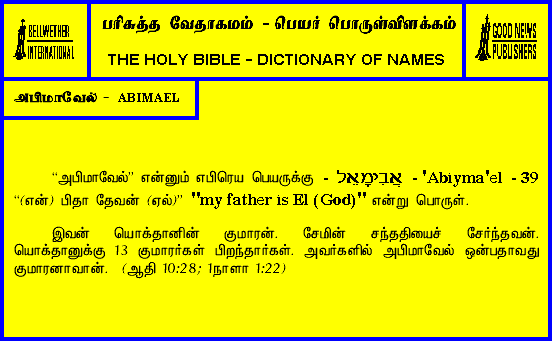 BELLWETHER
INTERNATIONAL
பரிசுத்த வேதாகமம் - பெயர் பொருள்விளக்கம்
THE HOLY BIBLE - DICTIONARY OF NAMES
GOOD NEWS
PUBLISHERS
அபிமாவேல் - ABIMAEL
“அபிமாவேல்” என்னும் எபிரெய பெயருக்கு - אֲבִימָאֵל - 'Abiyma'el - 39
“(என்) பிதா தேவன் (ஏல்)” "my father is El (God)" என்று பொருள்.
இவன் யொக்தானின் குமாரன். சேமின் சந்ததியைச் சேர்ந்தவன்.
யொக்தானுக்கு 13 குமாரர்கள் பிறந்தார்கள். அவர்களில் அபிமாவேல் ஒன்பதாவது
குமாரனாவான். (ஆதி 10:28; 1நாளா 1:22)